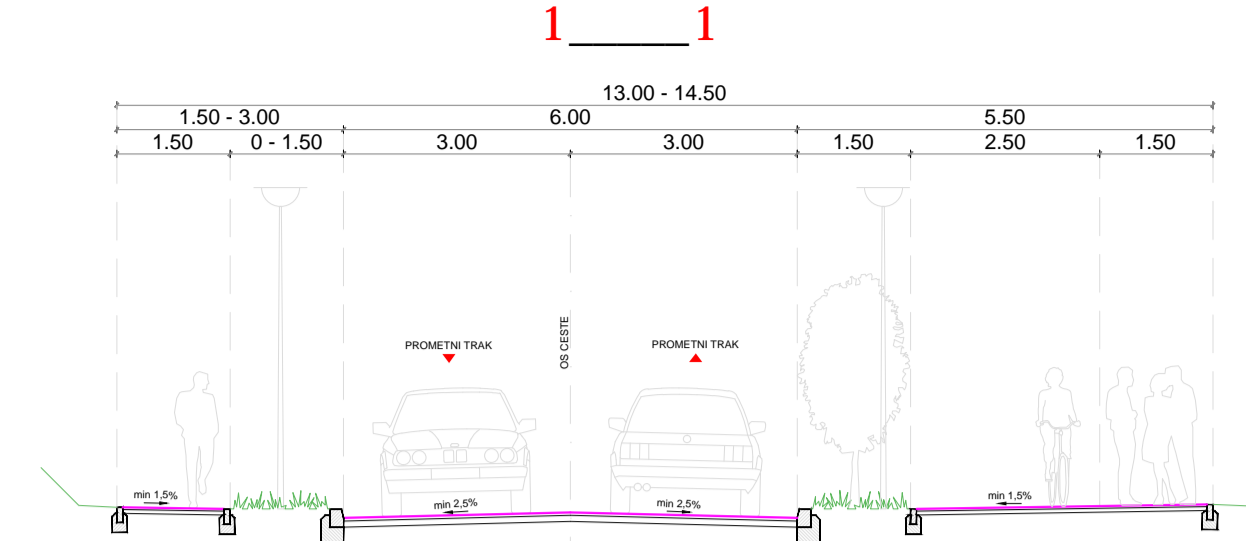 1 1
13.00 - 14.50
1.50 - 3.00 6.00 5.50
1.50 0 - 1.50 3.00 3.00 1.50 2.50 1.50
OS CESTE
PROMETNI TRAK PROMETNI TRAK
min 1,5% min 2,5% min 2,5% min 1,5%